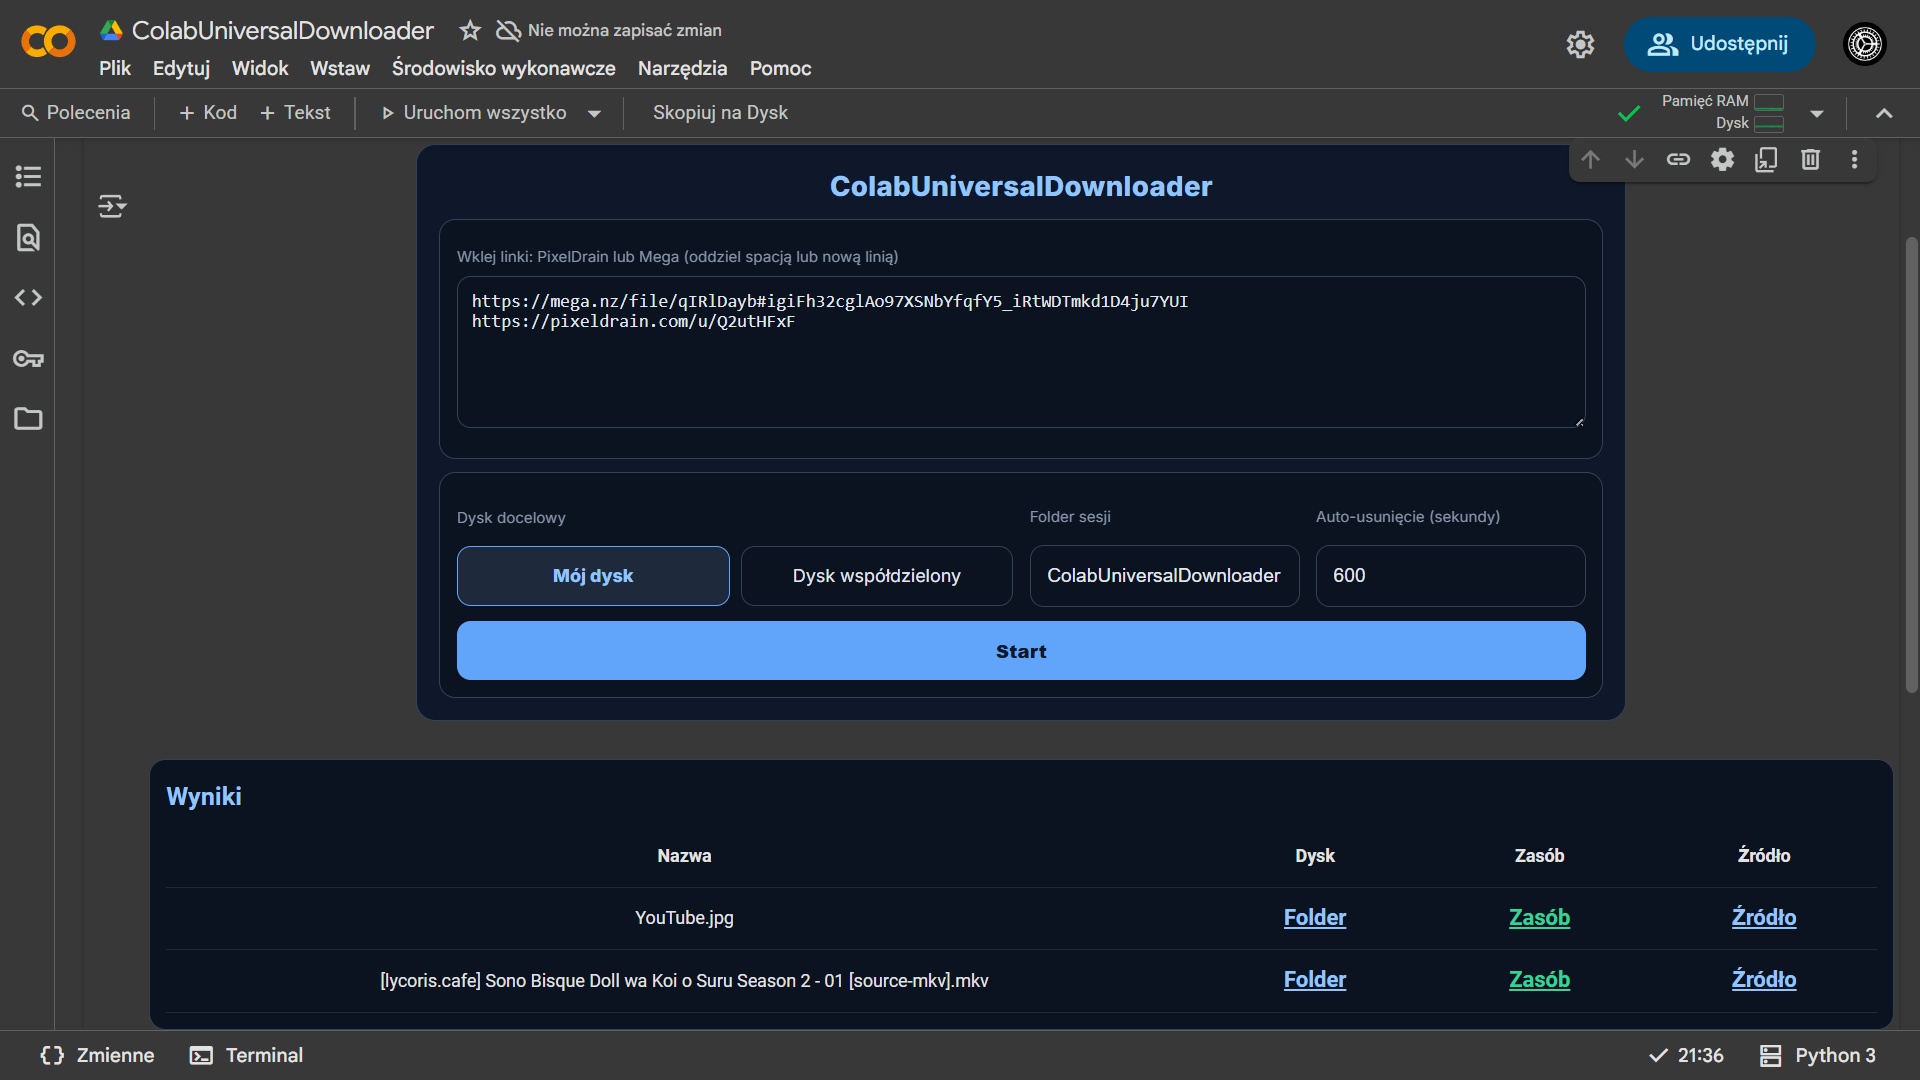 ColabUniversalDownloader
Nie można zapisać zmian
Plik Edytuj Widok Wstaw Środowisko wykonawcze Narzędzia Pomoc
Udostępnij
Polecenia
+ Kod + Tekst
Uruchom wszystko
Skopiuj na Dysk
Pamięć RAM
Dysk
ColabUniversalDownloader
Wklej linki: PixelDrain lub Mega (oddziel spacją lub nową linią)
https://mega.nz/file/qIRlDayb#igiFh32cglAo97XSNbYfqfY5_iRtWDTmkd1D4ju7YUI
https://pixeldrain.com/u/Q2utHFxF
Dysk docelowy
Folder sesji
Auto-usunięcie (sekundy)
Mój dysk
Dysk współdzielony
ColabUniversalDownloader
600
Start
Wyniki
Nazwa Dysk Zasób Źródło
YouTube.jpg Folder Zasób Źródło
[lycoris.cafe] Sono Bisque Doll wa Koi o Suru Season 2 - 01 [source-mkv].mkv Folder Zasób Źródło
Zmienne
Terminal
21:36
Python 3